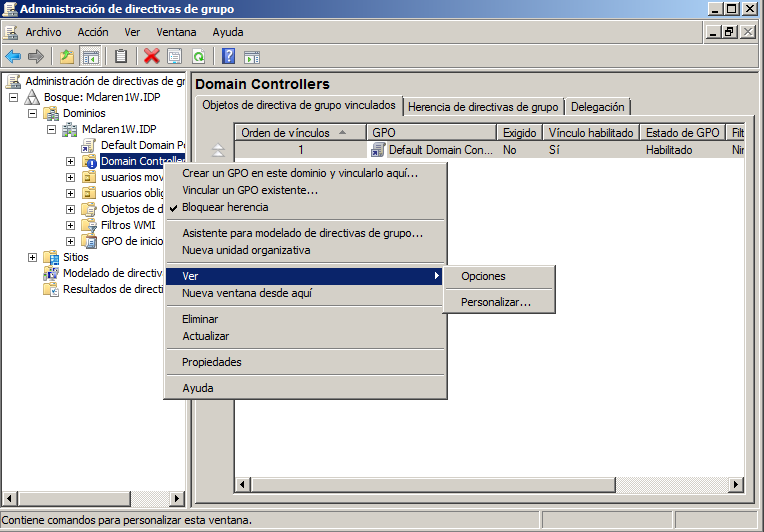 Administración de directivas de grupo
Archivo Acción Ver Ventana Ayuda
Administración de directivas de gr
Bosque: Mclaren1W.IDP
Dominios
Mclaren1W.IDP
Default Domain Po
Domain Controller
usuarios mov
usuarios oblig
Objetos de d
Filtros WMI
GPO de inicio
Sitios
Modelado de directiv
Resultados de directi
Domain Controllers
Objetos de directiva de grupo vinculados Herencia de directivas de grupo Delegación
Orden de vínculos GPO Exigido Vínculo habilitado Estado de GPO Filt
1 Default Domain Con... No Sí Habilitado Nin
Crear un GPO en este dominio y vincularlo aquí...
Vincular un GPO existente...
Bloquear herencia
Asistente para modelado de directivas de grupo...
Nueva unidad organizativa
Ver
Nueva ventana desde aquí
Eliminar
Actualizar
Propiedades
Ayuda
Opciones
Personalizar...
Contiene comandos para personalizar esta ventana.